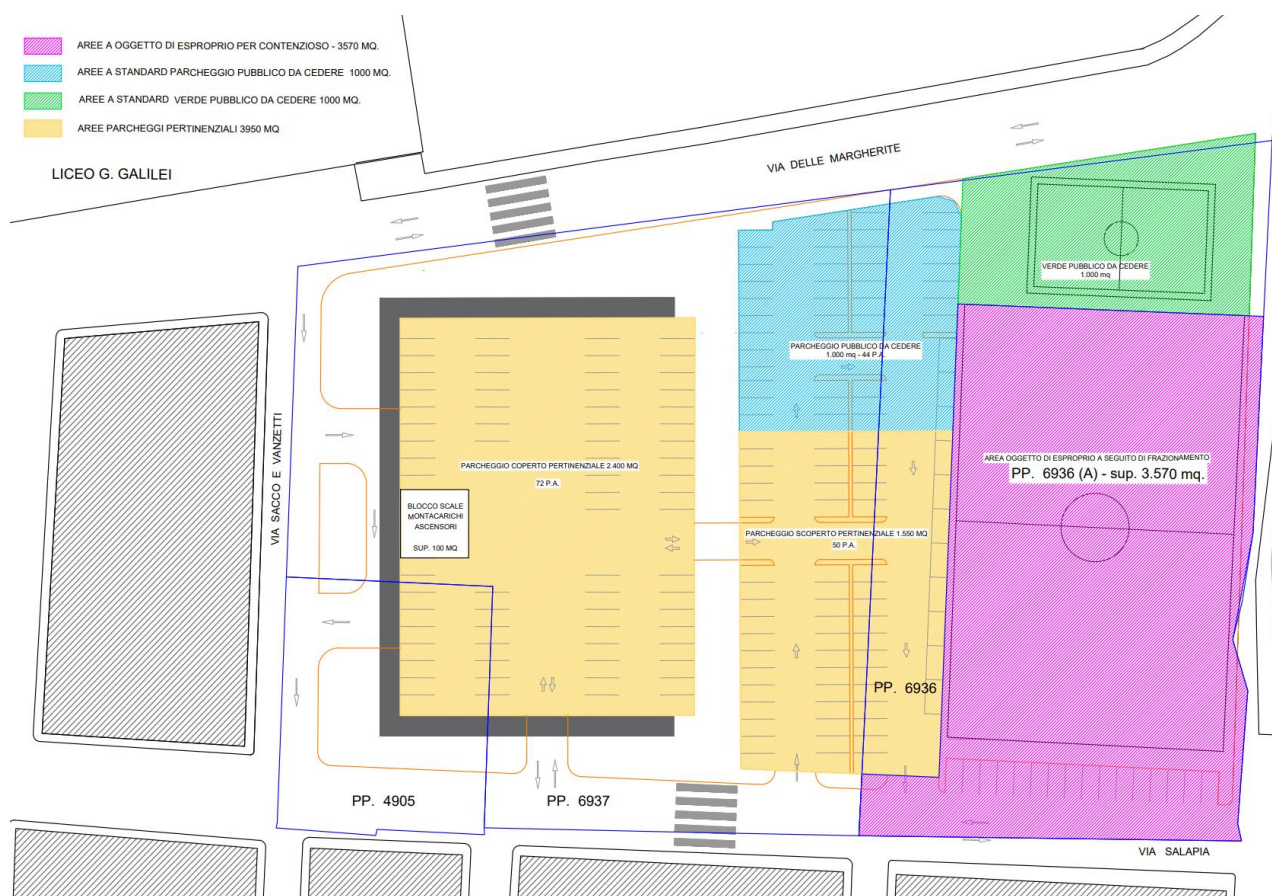 AREE A OGGETTO DI ESPROPRIO PER CONTENZIOSO - 3570 MQ.
AREE A STANDARD PARCHEGGIO PUBBLICO DA CEDERE 1000 MQ.
AREE A STANDARD VERDE PUBBLICO DA CEDERE 1000 MQ.
AREE PARCHEGGI PERTINENZIALI 3950 MQ
LICEO G. GALILEI
VIA DELLE MARGHERITE
VERDE PUBBLICO DA CEDERE
1.000 mq
PARCHEGGIO PUBBLICO DA CEDERE
1.000 mq - 44 P.A.
VIA SACCO E VANZETTI
PARCHEGGIO COPERTO PERTINENZIALE 2.400 MQ
72 P.A.
AREA OGGETTO DI ESPROPRIO A SEGUITO DI FRAZIONAMENTO
PP. 6936 (A) - sup. 3.570 mq.
BLOCCO SCALE
MONTACARICHI
ASCENSORI
SUP. 100 MQ
PARCHEGGIO SCOPERTO PERTINENZIALE 1.550 MQ
50 P.A.
PP. 6936
PP. 4905
PP. 6937
VIA SALAPIA